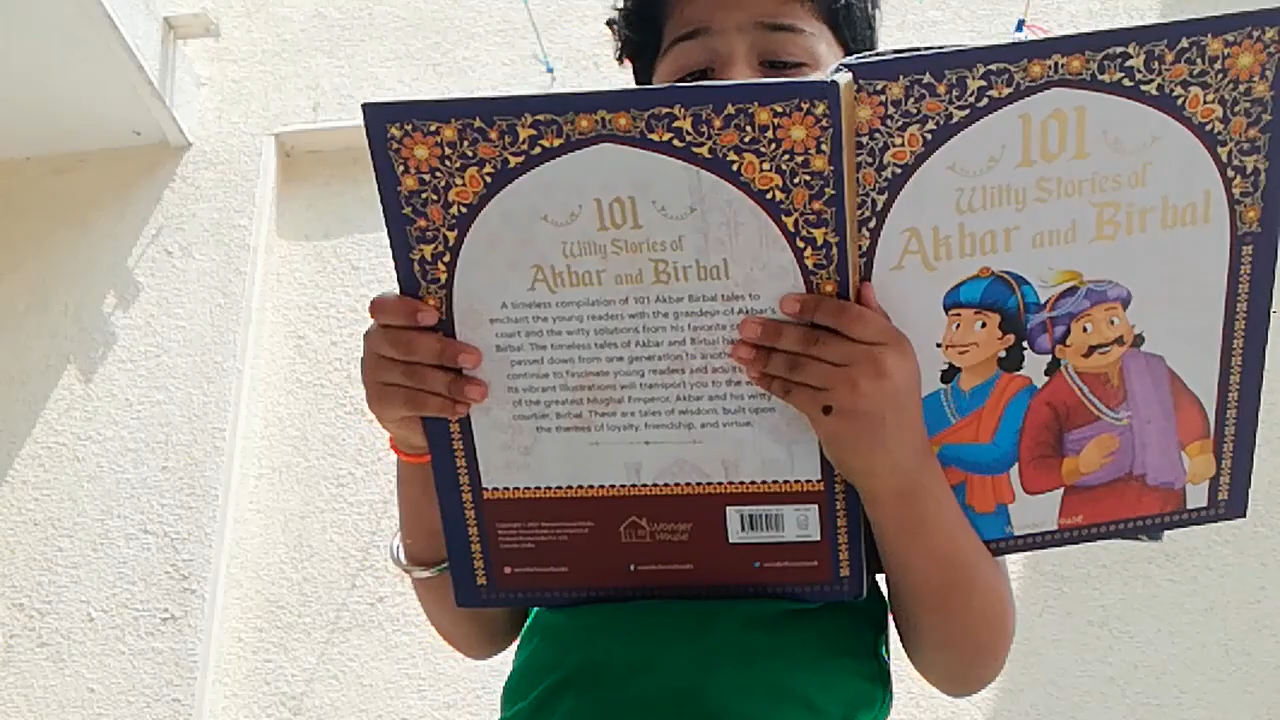 101
Witty Stories of
Akbar and Birbal
A timeless compilation of 101 Akbar Birbal tales to
enchant the young readers with the grandeur of Akbar's
court and the witty solutions from his favorite
Birbal. The timeless tales of Akbar and Birbal
passed down from one generation to
continue to fascinate young readers and
Its vibrant illustrations will transport you to the
of the greatest Mughal Emperor, Akbar and his witty
courtier, Birbal. These are tales of wisdom, built upon
the themes of loyalty, friendship, and virtue.
Wonder
House
101
Witty Stories of
Akbar and Birbal